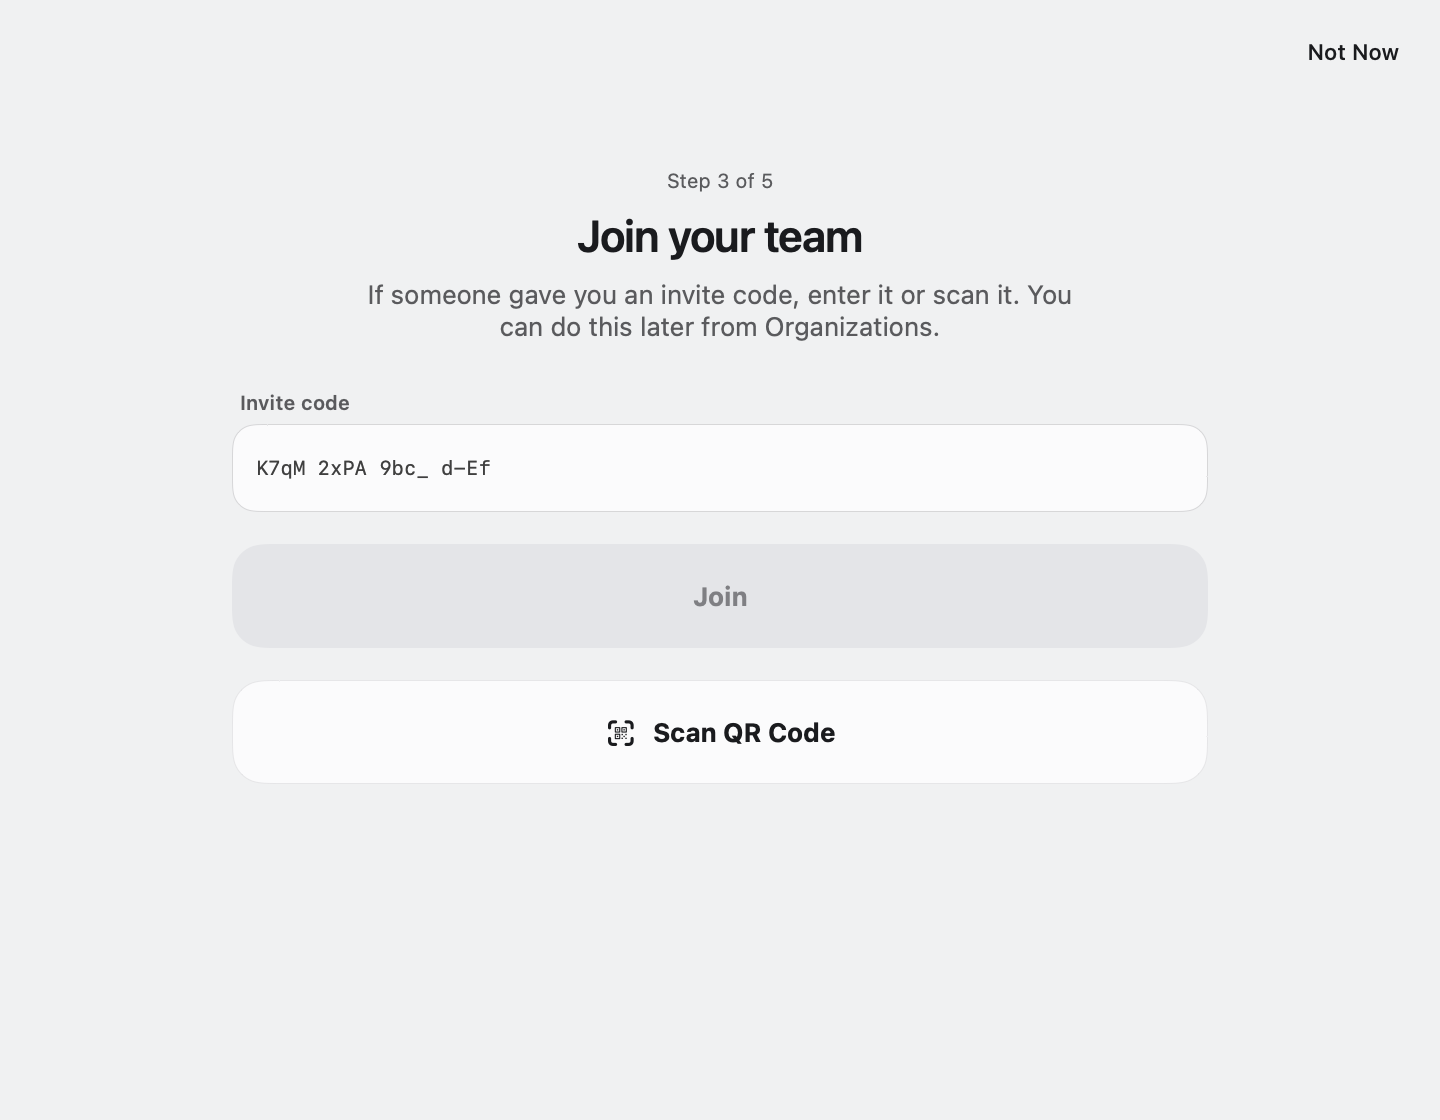 Not Now
Step 3 of 5
Join your team
If someone gave you an invite code, enter it or scan it. You
can do this later from Organizations.
Invite code
K7qM 2xPA 9bc_ d-Ef
Join
Scan QR Code